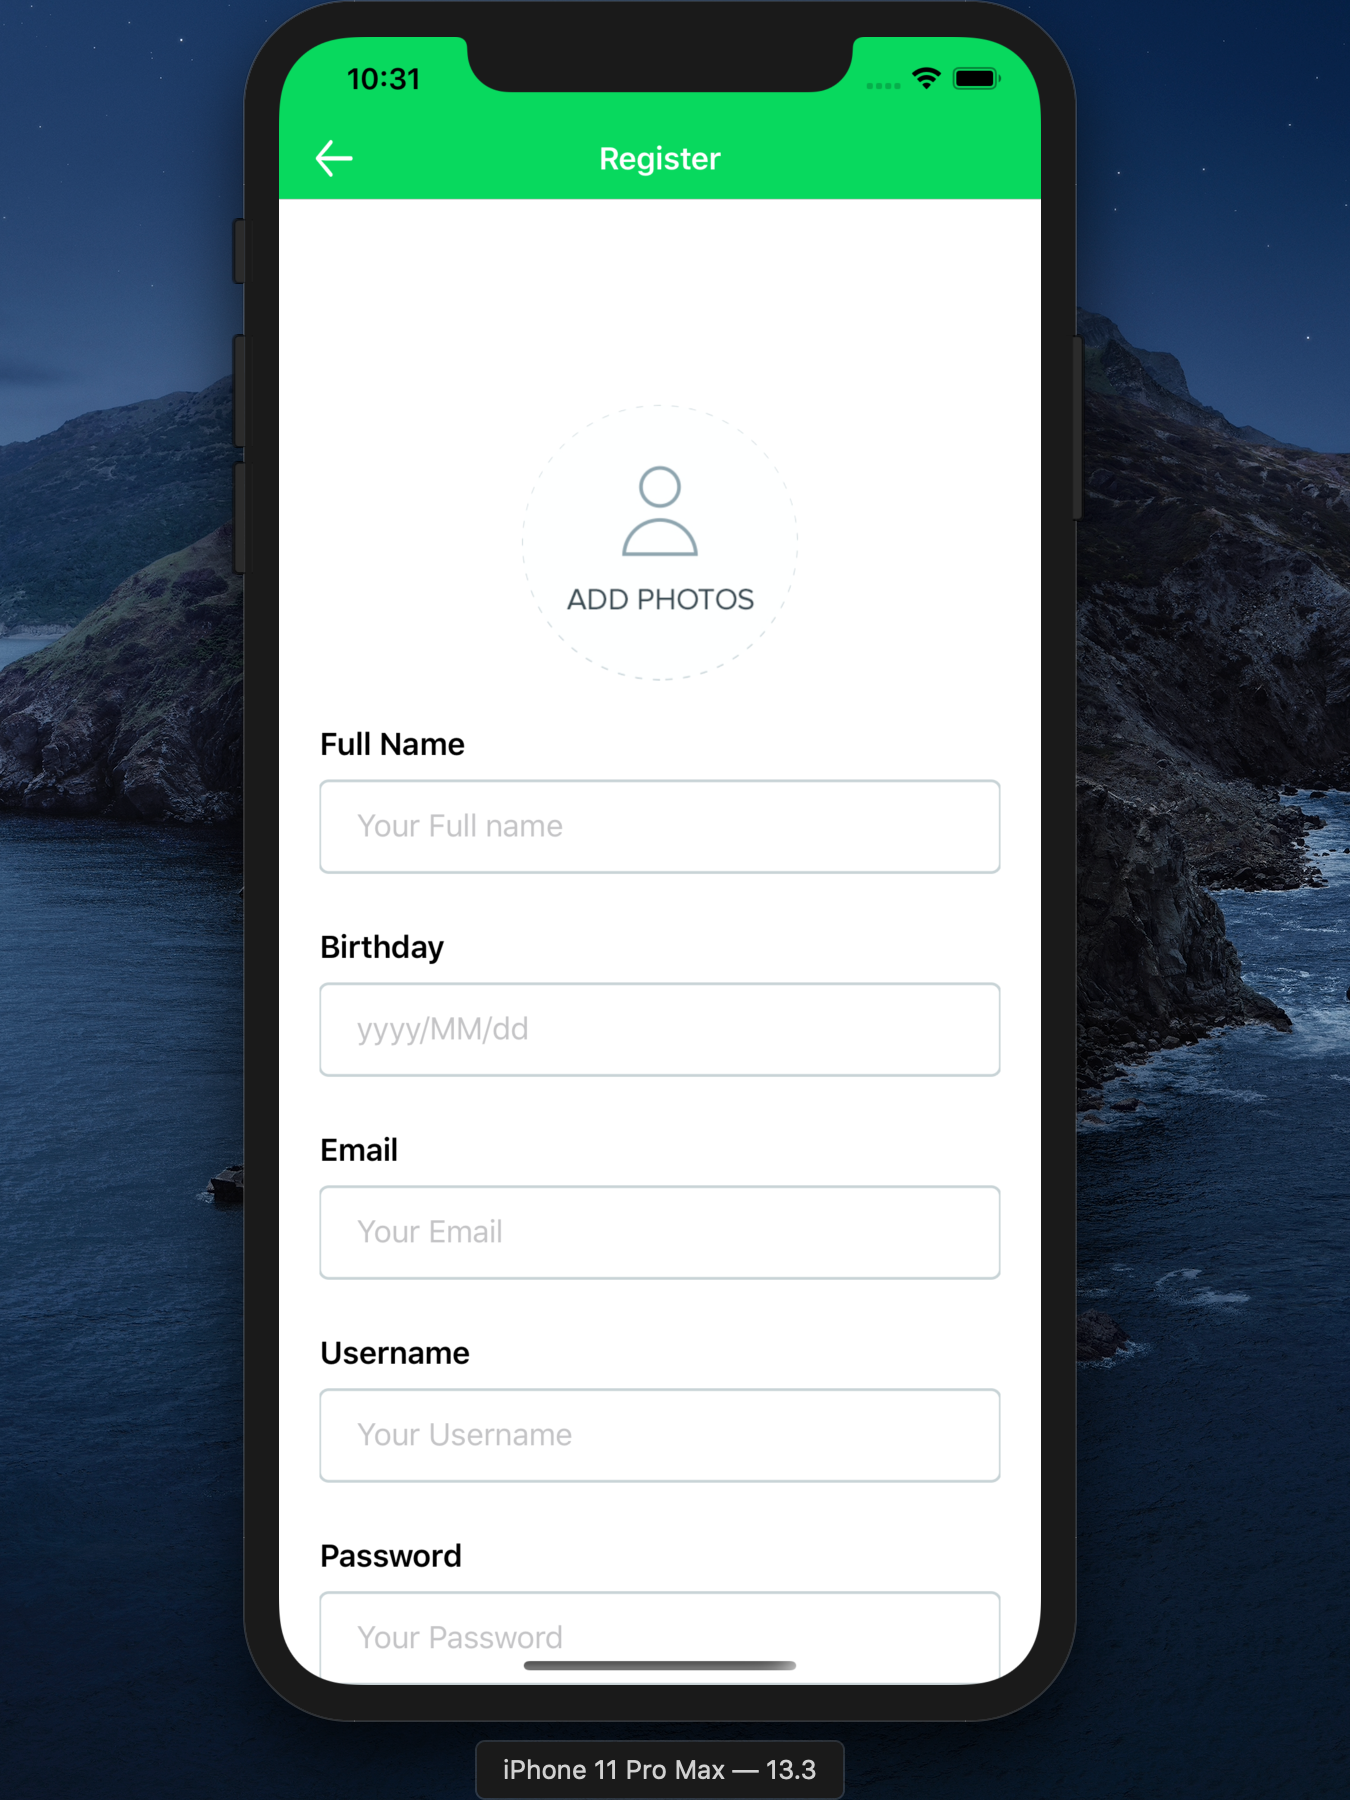 10:31
Register
ADD PHOTOS
Full Name
Your Full name
Birthday
yyyy/MM/dd
Email
Your Email
Username
Your Username
Password
Your Password
iPhone 11 Pro Max — 13.3